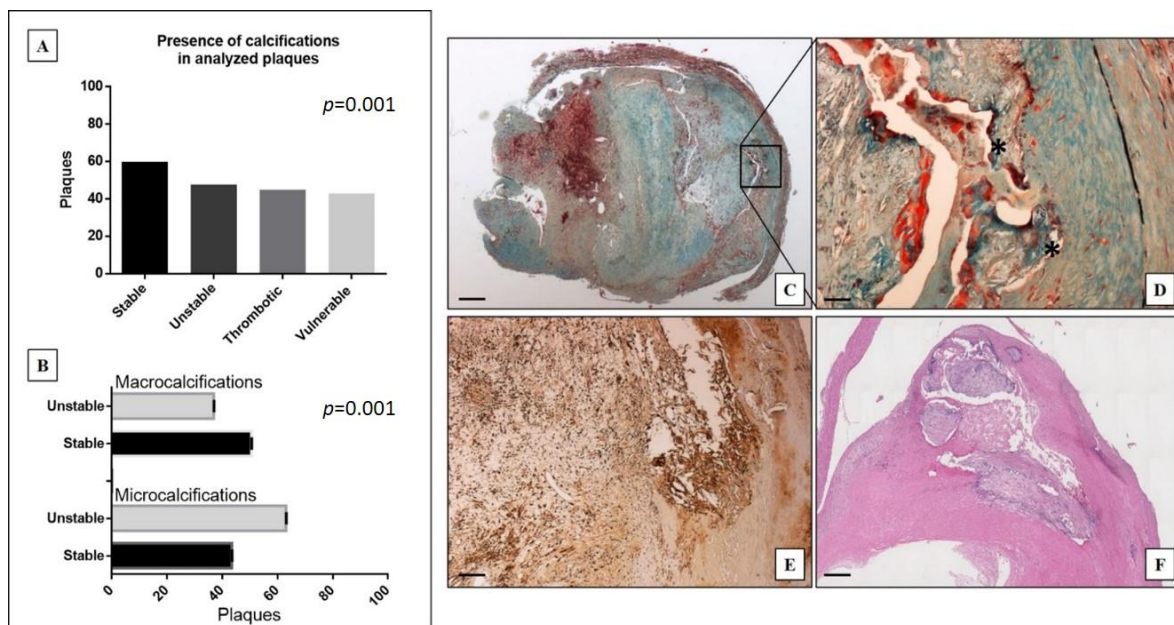 A
Presence of calcifications
in analyzed plaques
p=0.001
100
80
60
40
20
0
Plaques
Stable
Unstable
Thrombotic
Vulnerable
B
Macrocalcifications
p=0.001
Unstable
Stable
Microcalcifications
Unstable
Stable
0 20 40 60 80 100
Plaques
C
*
*
D
E
F